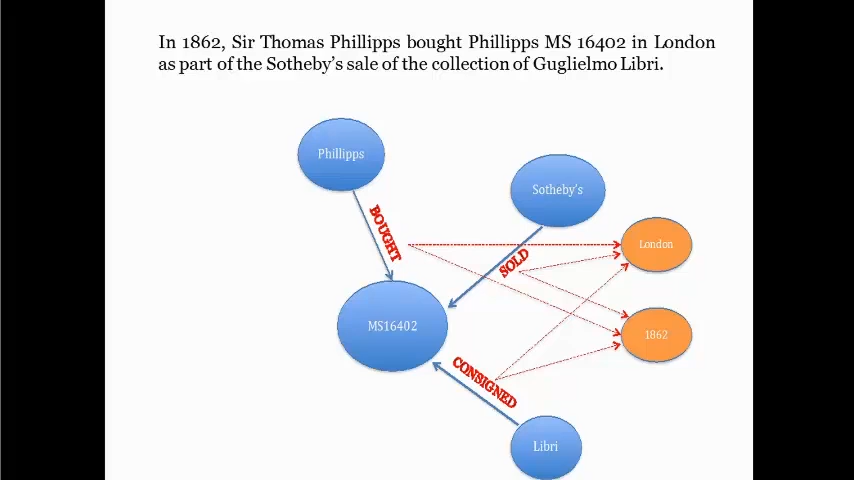 In 1862, Sir Thomas Phillipps bought Phillipps MS 16402 in London
as part of the Sotheby's sale of the collection of Guglielmo Libri.
Phillipps
Sotheby's
BOUGHT
London
SOLD
MS16402
1862
CONSIGNED
Libri